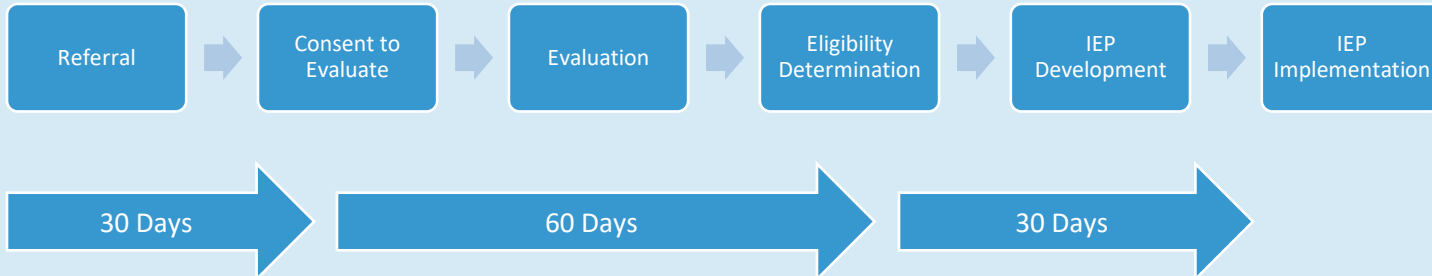 Referral
Consent to
Evaluate
Evaluation
Eligibility
Determination
IEP
Development
IEP
Implementation
30 Days
60 Days
30 Days